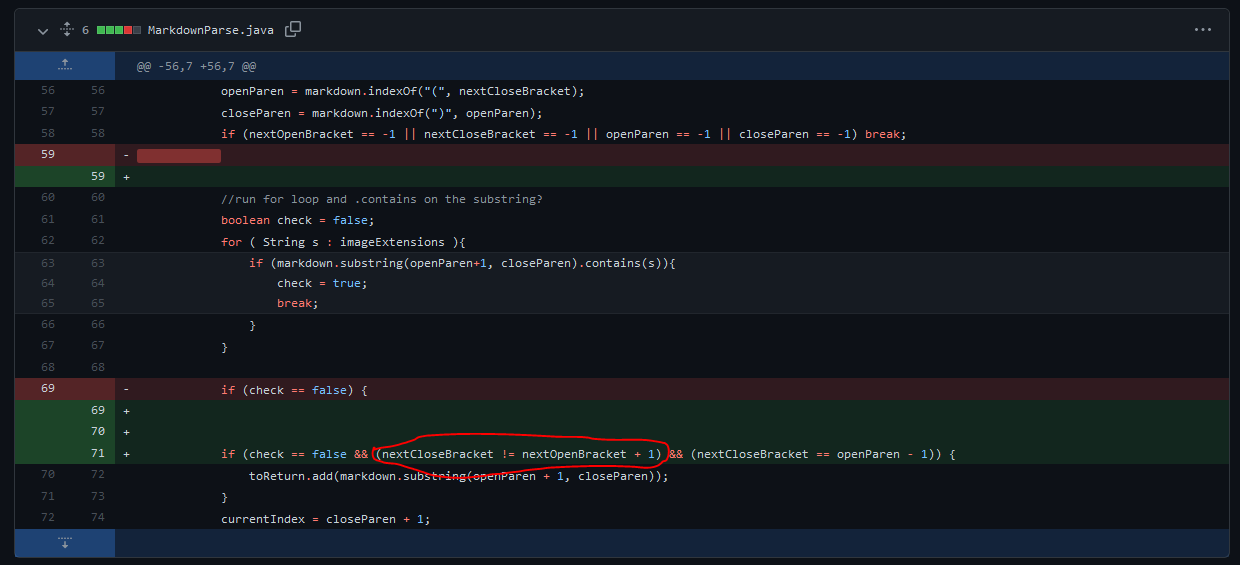 6 MarkdownParse.java
@@ -56,7 +56,7 @@
56 56 openParen = markdown.indexOf("(", nextCloseBracket);
57 57 closeParen = markdown.indexOf(")", openParen);
58 58 if (nextOpenBracket == -1 || nextCloseBracket == -1 || openParen == -1 || closeParen == -1) break;
59 -
59 +
60 60 //run for loop and .contains on the substring?
61 61 boolean check = false;
62 62 for ( String s : imageExtensions ){
63 63 if (markdown.substring(openParen+1, closeParen).contains(s)){
64 64 check = true;
65 65 break;
66 66 }
67 67 }
68 68
69 - if (check == false) {
69 +
70 +
71 + if (check == false && (nextCloseBracket != nextOpenBracket + 1) && (nextCloseBracket == openParen - 1)) {
70 72 toReturn.add(markdown.substring(openParen + 1, closeParen));
71 73 }
72 74 currentIndex = closeParen + 1;